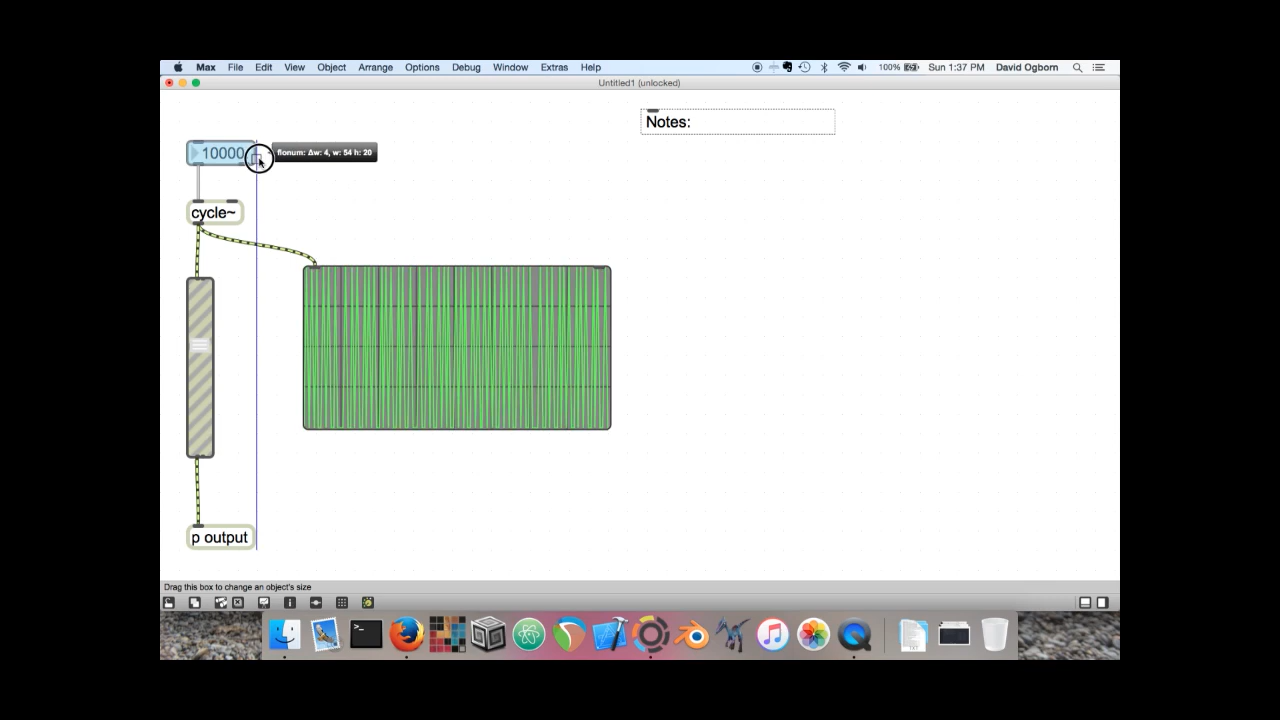 Max File Edit View Object Arrange Options Debug Window Extras Help 100% Sun 1:37 PM David Ogborn
Untitled1 (unlocked)
Notes:
10000
flonum: Δw: 4, w: 54 h: 20
cycle~
p output
Drag this box to change an object's size